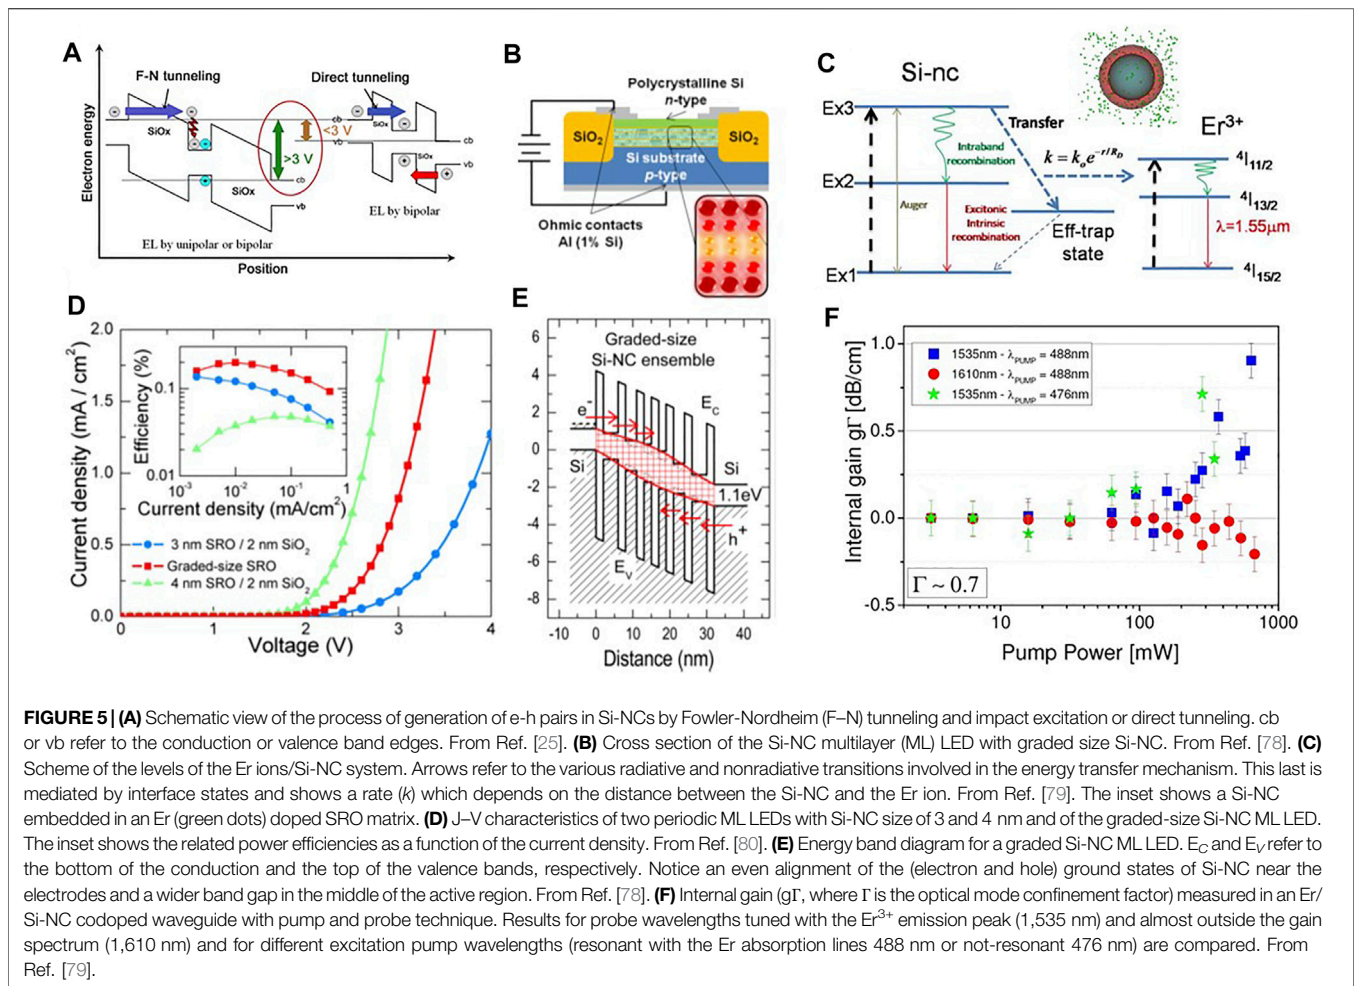 A
Electron energy
F-N tunneling
Direct tunneling
SiOx
SiOx
cb
<3 V
vb
>3 V
cb
vb
SiOx
cb
SiOx
vb
EL by unipolar or bipolar
EL by bipolar
Position
B
Polycrystalline Si
n-type
SiO2
SiO2
Si substrate
p-type
Ohmic contacts
Al (1% Si)
C
Si-nc
Ex3
Ex2
Ex1
Auger
Intraband
recombination
Excitonic
Intrinsic
recombination
Transfer
k = k_o e^{-r/R_D}
Eff-trap
state
Er3+
4I11/2
4I13/2
λ=1.55μm
4I15/2
D
Current density (mA / cm2)
2.0
1.5
1.0
0.5
0.0
0 1 2 3 4
Voltage (V)
Efficiency (%)
0.1
0.01
10-3 10-2 10-1 1
Current density (mA/cm2)
3 nm SRO / 2 nm SiO2
Graded-size SRO
4 nm SRO / 2 nm SiO2
E
6
4
2
0
-2
-4
-6
-8
Graded-size
Si-NC ensemble
e-
EC
Si
Si
1.1eV
h+
EV
-10 0 10 20 30 40
Distance (nm)
F
Internal gain gΓ [dB/cm]
1.0
0.5
0.0
-0.5
1535nm - λPUMP = 488nm
1610nm - λPUMP = 488nm
1535nm - λPUMP = 476nm
Γ ~ 0.7
10 100 1000
Pump Power [mW]
FIGURE 5 | (A) Schematic view of the process of generation of e-h pairs in Si-NCs by Fowler-Nordheim (F–N) tunneling and impact excitation or direct tunneling. cb
or vb refer to the conduction or valence band edges. From Ref. [25]. (B) Cross section of the Si-NC multilayer (ML) LED with graded size Si-NC. From Ref. [78]. (C)
Scheme of the levels of the Er ions/Si-NC system. Arrows refer to the various radiative and nonradiative transitions involved in the energy transfer mechanism. This last is
mediated by interface states and shows a rate (k) which depends on the distance between the Si-NC and the Er ion. From Ref. [79]. The inset shows a Si-NC
embedded in an Er (green dots) doped SRO matrix. (D) J–V characteristics of two periodic ML LEDs with Si-NC size of 3 and 4 nm and of the graded-size Si-NC ML LED.
The inset shows the related power efficiencies as a function of the current density. From Ref. [80]. (E) Energy band diagram for a graded Si-NC ML LED. EC and EV refer to
the bottom of the conduction and the top of the valence bands, respectively. Notice an even alignment of the (electron and hole) ground states of Si-NC near the
electrodes and a wider band gap in the middle of the active region. From Ref. [78]. (F) Internal gain (gΓ, where Γ is the optical mode confinement factor) measured in an Er/
Si-NC codoped waveguide with pump and probe technique. Results for probe wavelengths tuned with the Er3+ emission peak (1,535 nm) and almost outside the gain
spectrum (1,610 nm) and for different excitation pump wavelengths (resonant with the Er absorption lines 488 nm or not-resonant 476 nm) are compared. From
Ref. [79].